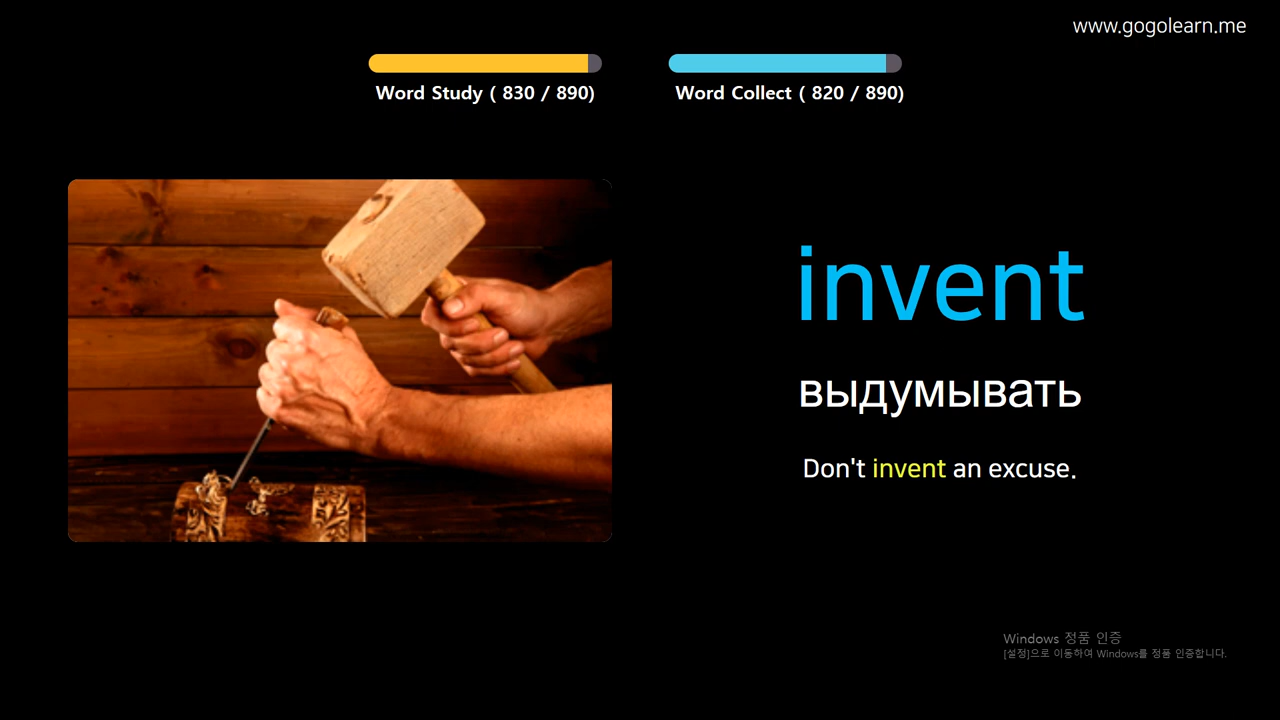 www.gogolearn.me
Word Study ( 830 / 890)
Word Collect ( 820 / 890)
invent
выдумывать
Don't invent an excuse.
Windows 정품 인증
[설정]으로 이동하여 Windows를 정품 인증합니다.